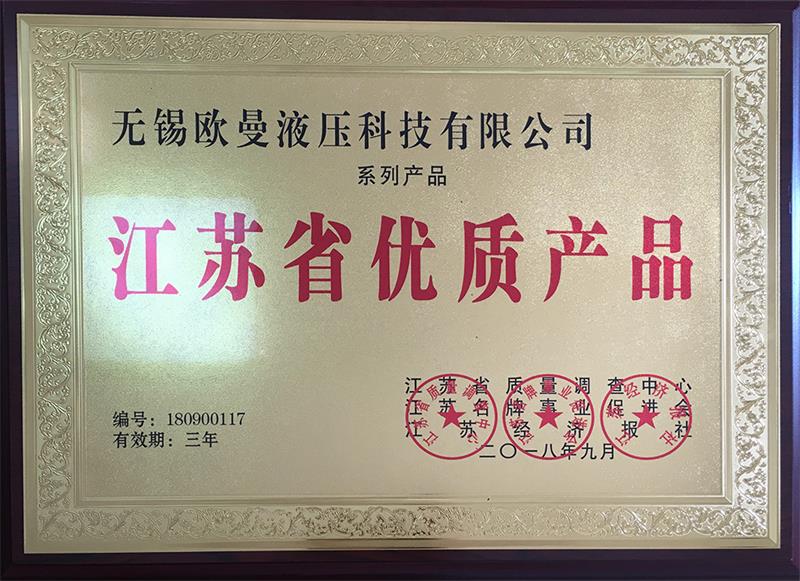 无锡欧曼液压科技有限公司
系列产品
江苏省优质产品
编号：180900117
有效期：三年
江苏省质量调查中心
江苏名牌事业促进会
江苏经济报社
二〇一八年九月